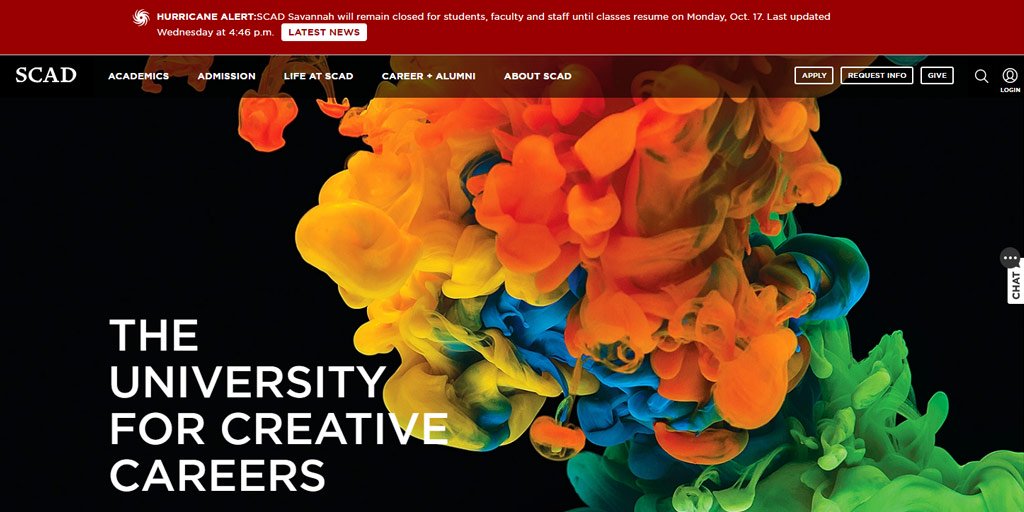 HURRICANE ALERT:SCAD Savannah will remain closed for students, faculty and staff until classes resume on Monday, Oct. 17. Last updated
Wednesday at 4:46 p.m. LATEST NEWS
SCAD ACADEMICS ADMISSION LIFE AT SCAD CAREER + ALUMNI ABOUT SCAD APPLY REQUEST INFO GIVE
LOGIN
CHAT
THE
UNIVERSITY
FOR CREATIVE
CAREERS